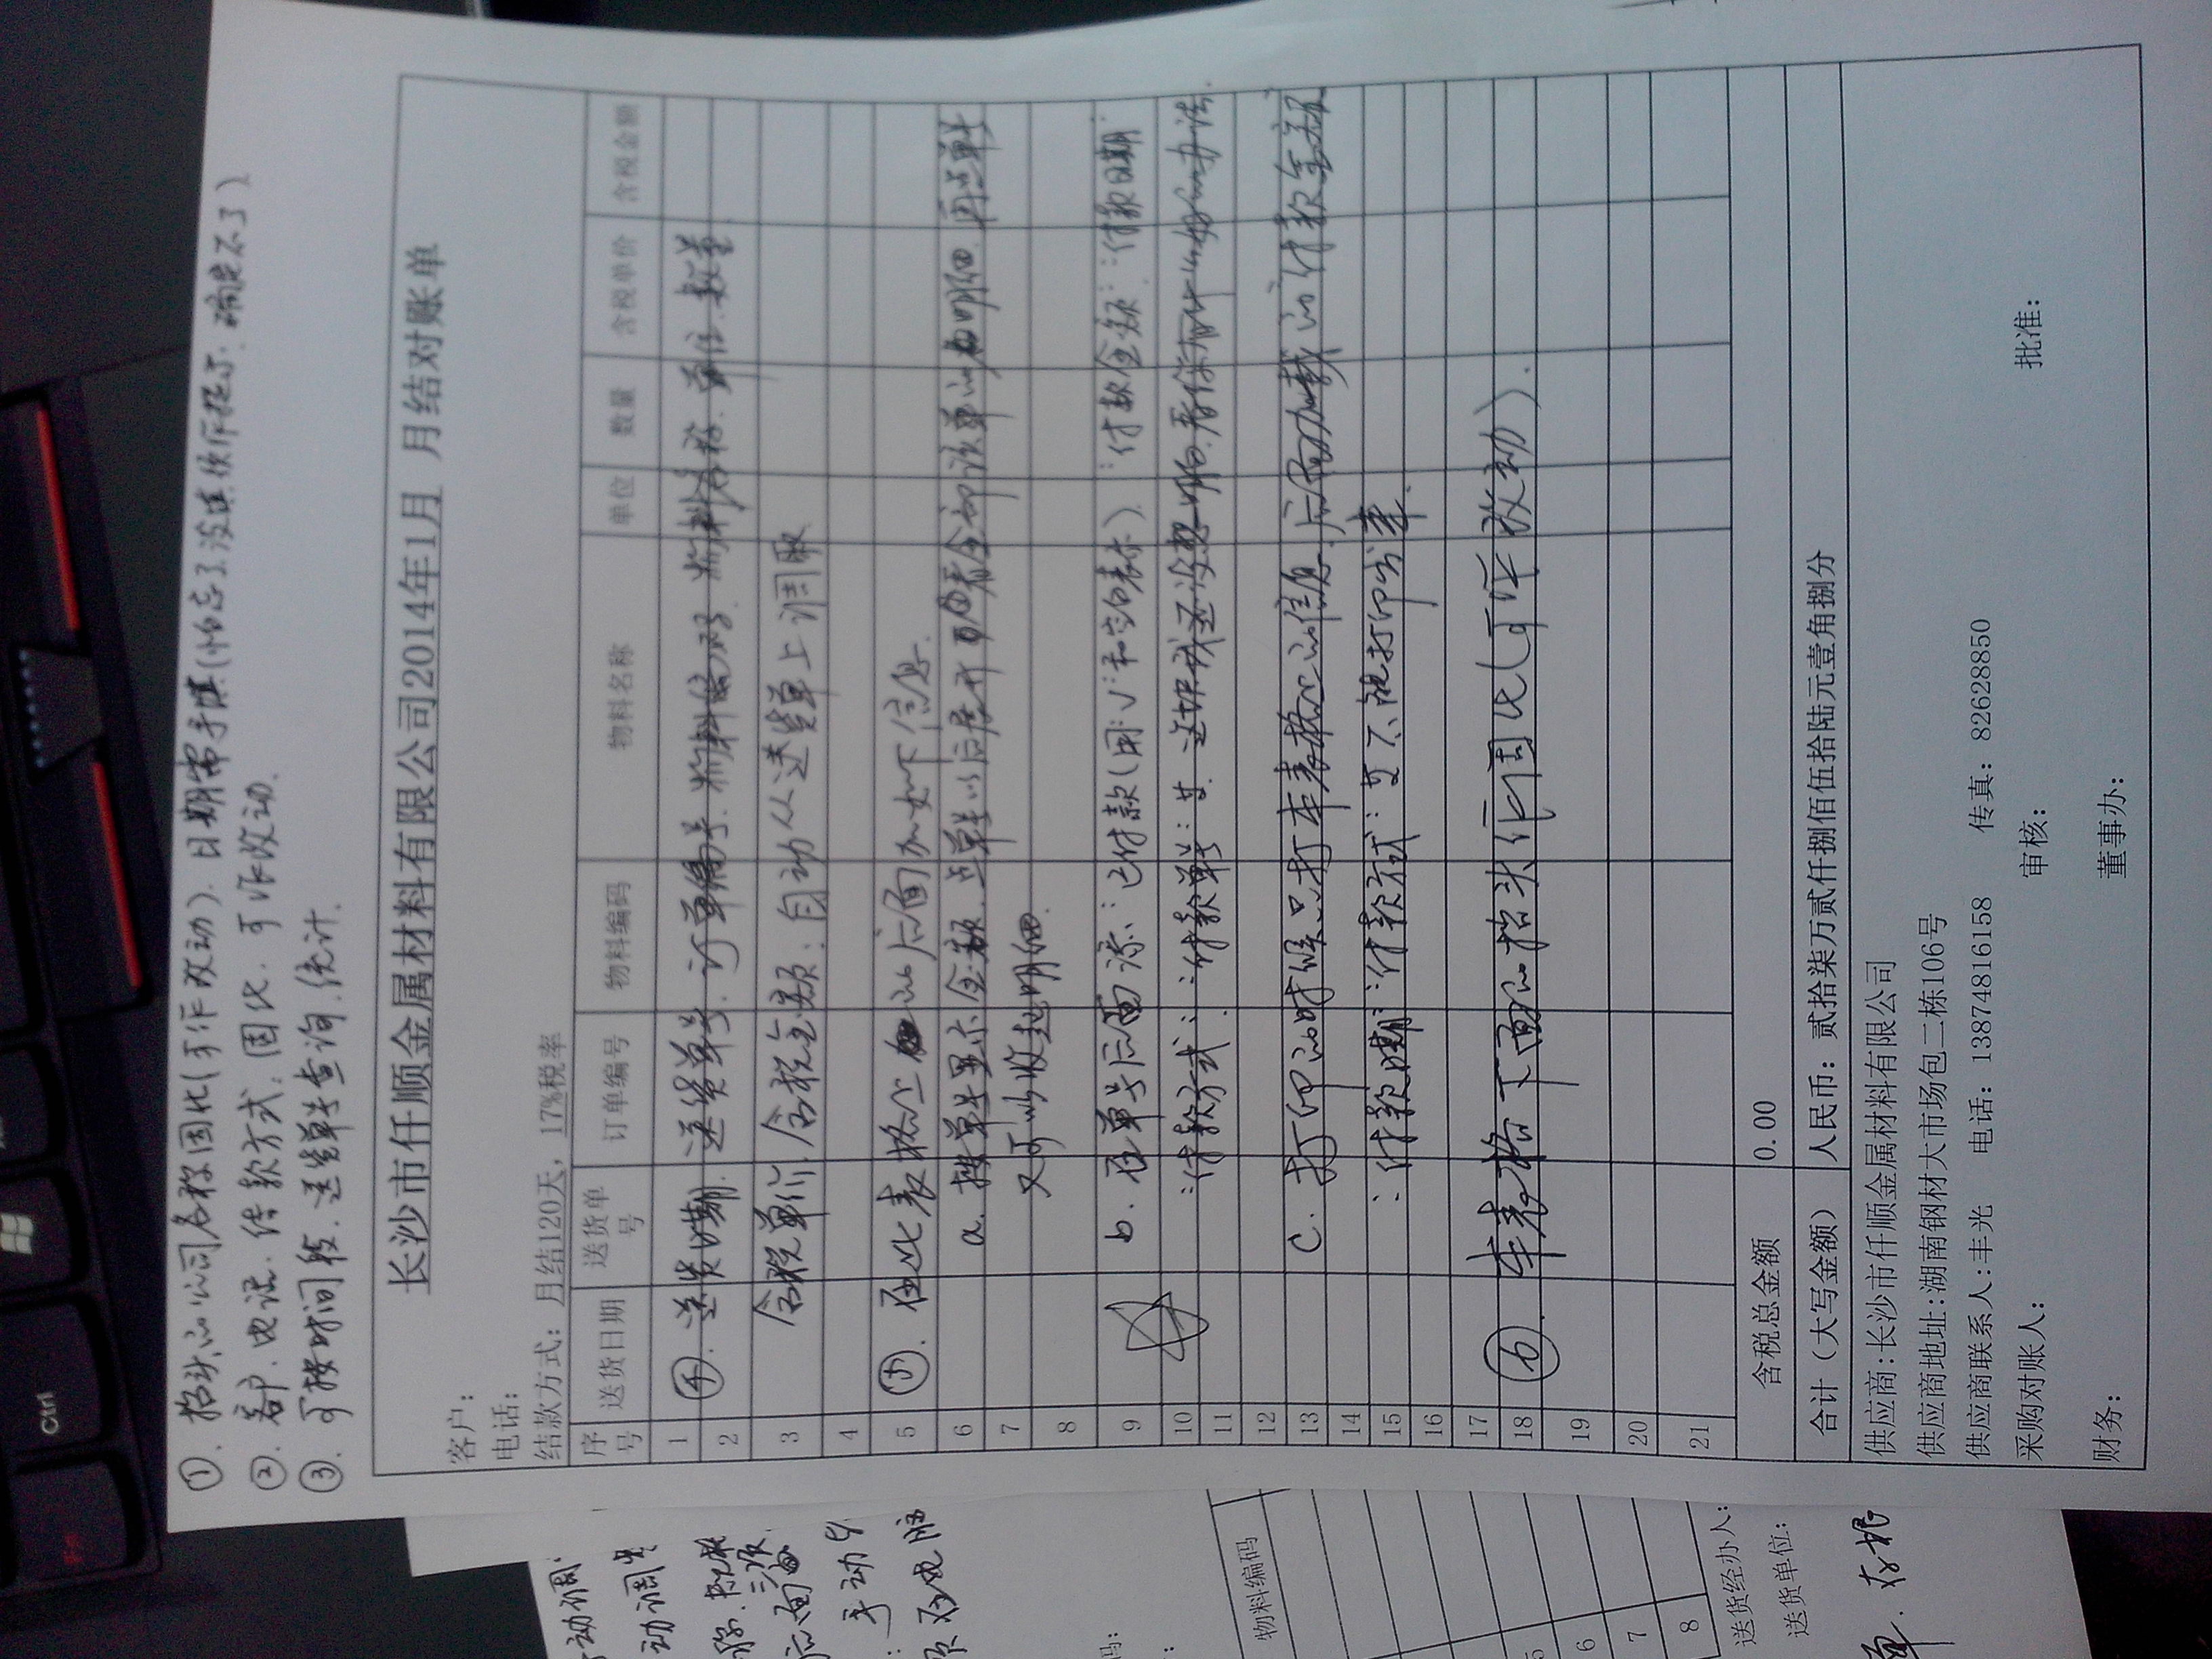 Fn Ctrl
①. 抬头的公司名称固化(可作改动). 日期需手填(怕忘了没填便作提示. 确定不了)
②. 客户. 电话. 结款方式: 固化. 可作改动.
③. 可按时间段. 送货单号查询. 统计.
长沙市仟顺金属材料有限公司2014年1月 月结对账单
客户:
电话:
结款方式: 月结120天, 17%税率
序号 送货日期 送货单号 订单编号 物料编码 物料名称 单位 数量 含税单价 含税金额
1
④. 送货日期. 送货单号. 订单编号. 物料编码. 物料名称. 单位. 数量
2
3 含税单价. 含税金额: 自动从送货单上调取
4
5 ⑤. 在此表格上的后面加如下信息.
6 a. 按单号显示金额. 点单号以后展开可查看全部该单的明细. 再点单号
7 又可以收起明细.
8
9 b. 在单号后面添"已付款(用"√"和空白表示) "付款金额" "付款日期"
10 "付款方式" "付款单号"等. 这块我还没想明白. 看你有什么好的办法.
11
12
13 c. 打印的时候只打本表格上的信息. 后面加载的"付款金额"
14
15 "付款日期" "付款方式"等不能打印出来.
16
17
18 ⑥. 本表格下面的抬头作固化(可作改动).
19
20
21
含税总金额 0.00
合计(大写金额) 人民币: 贰拾柒万贰仟捌佰伍拾陆元壹角捌分
供应商:长沙市仟顺金属材料有限公司
供应商地址:湖南钢材大市场包二栋106号
供应商联系人:丰光 电话: 13874816158 传真: 82628850
采购对账人: 审核: 批准:
财务: 董事办:
动调
动调
称.
三项
后面由
: 手动
在电脑
码:
:
物料编码
5
6
7
8
送货经办人:
送货单位:
单. 存根